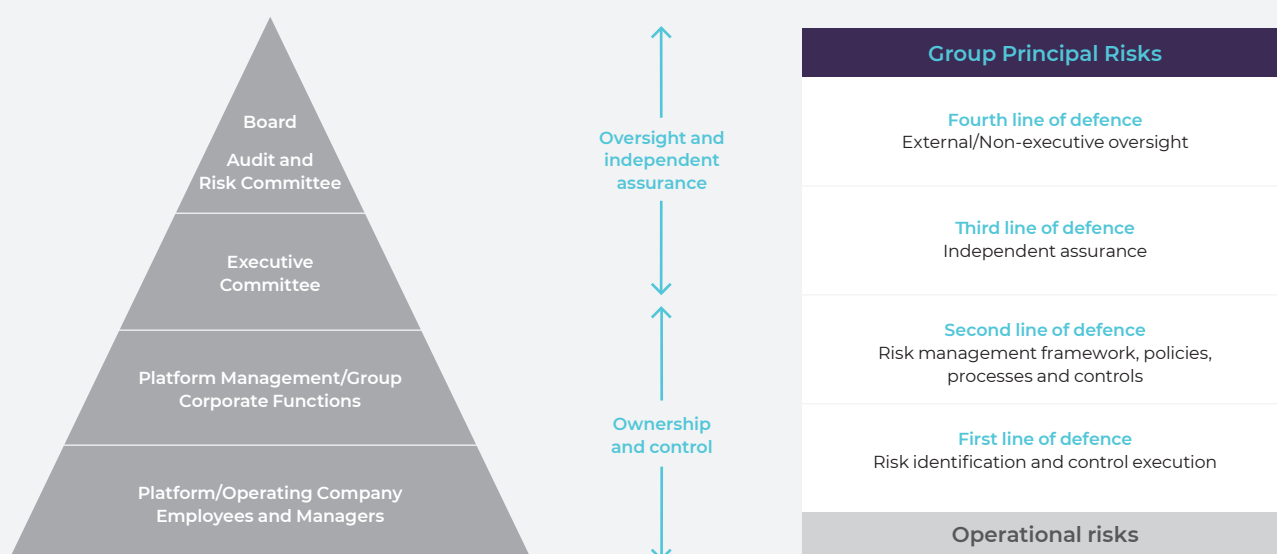 Board
Audit and
Risk Committee
Executive
Committee
Platform Management/Group
Corporate Functions
Platform/Operating Company
Employees and Managers
Oversight and
independent
assurance
Ownership
and control
Group Principal Risks
Fourth line of defence
External/Non-executive oversight
Third line of defence
Independent assurance
Second line of defence
Risk management framework, policies,
processes and controls
First line of defence
Risk identification and control execution
Operational risks